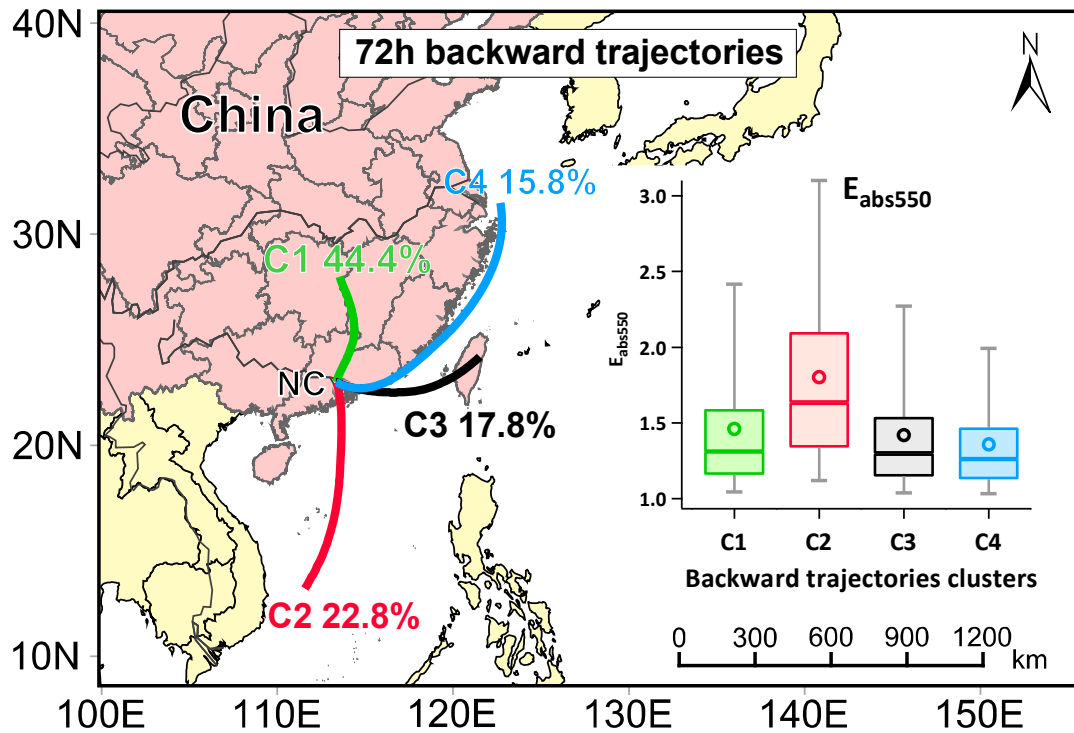 40N
30N
20N
10N
100E
110E
120E
130E
140E
150E
72h backward trajectories
N
China
C4 15.8%
C1 44.4%
NC
C3 17.8%
C2 22.8%
E_abs550
E_abs550
3.0
2.5
2.0
1.5
1.0
C1
C2
C3
C4
Backward trajectories clusters
0
300
600
900
1200
km